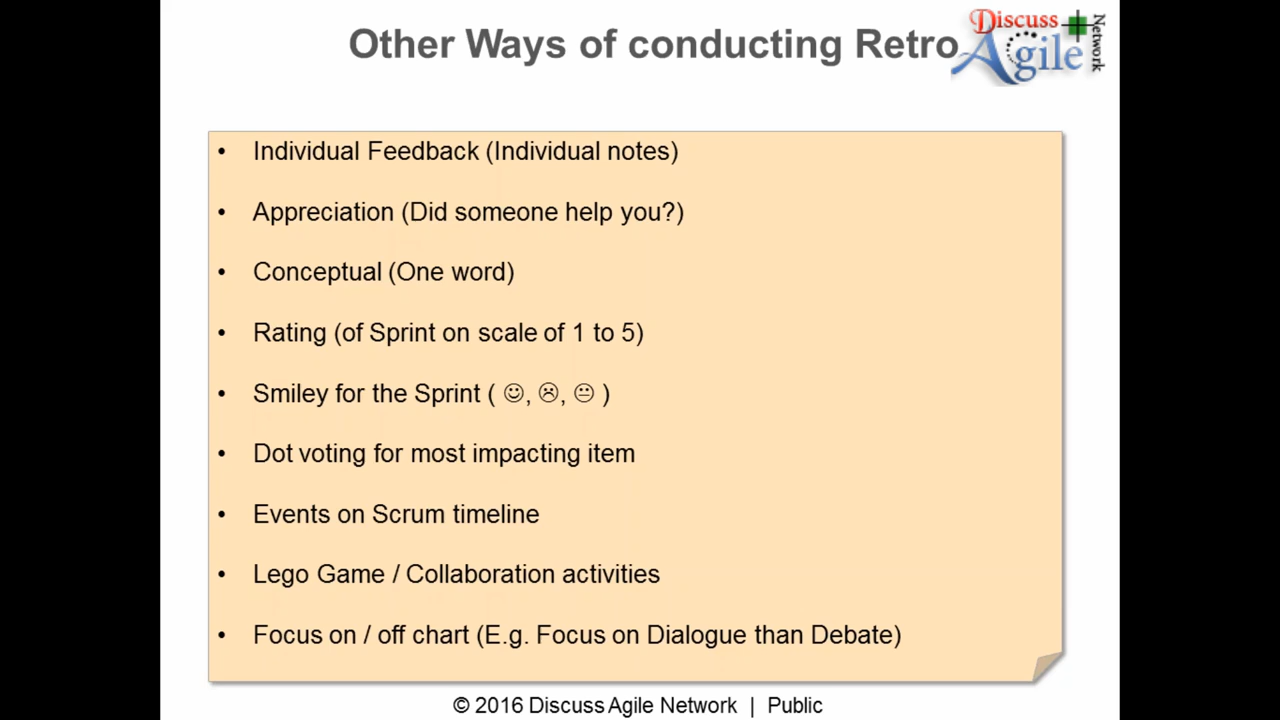 Other Ways of conducting Retro
Discuss
Agile
Network
• Individual Feedback (Individual notes)
• Appreciation (Did someone help you?)
• Conceptual (One word)
• Rating (of Sprint on scale of 1 to 5)
• Smiley for the Sprint ( ☺, ☹, 😐 )
• Dot voting for most impacting item
• Events on Scrum timeline
• Lego Game / Collaboration activities
• Focus on / off chart (E.g. Focus on Dialogue than Debate)
© 2016 Discuss Agile Network | Public